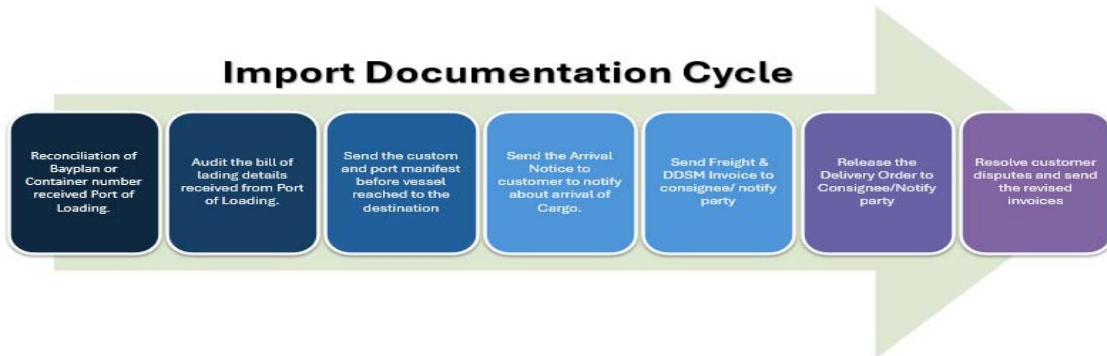 Import Documentation Cycle
Reconciliation of
Bayplan or
Container number
received Port of
Loading.
Audit the bill of
lading details
received from Port
of Loading.
Send the custom
and port manifest
before vessel
reached to the
destination
Send the Arrival
Notice to
customer to notify
about arrival of
Cargo.
Send Freight &
DDSM Invoice to
consignee/ notify
party
Release the
Delivery Order to
Consignee/Notify
party
Resolve customer
disputes and send
the revised
invoices